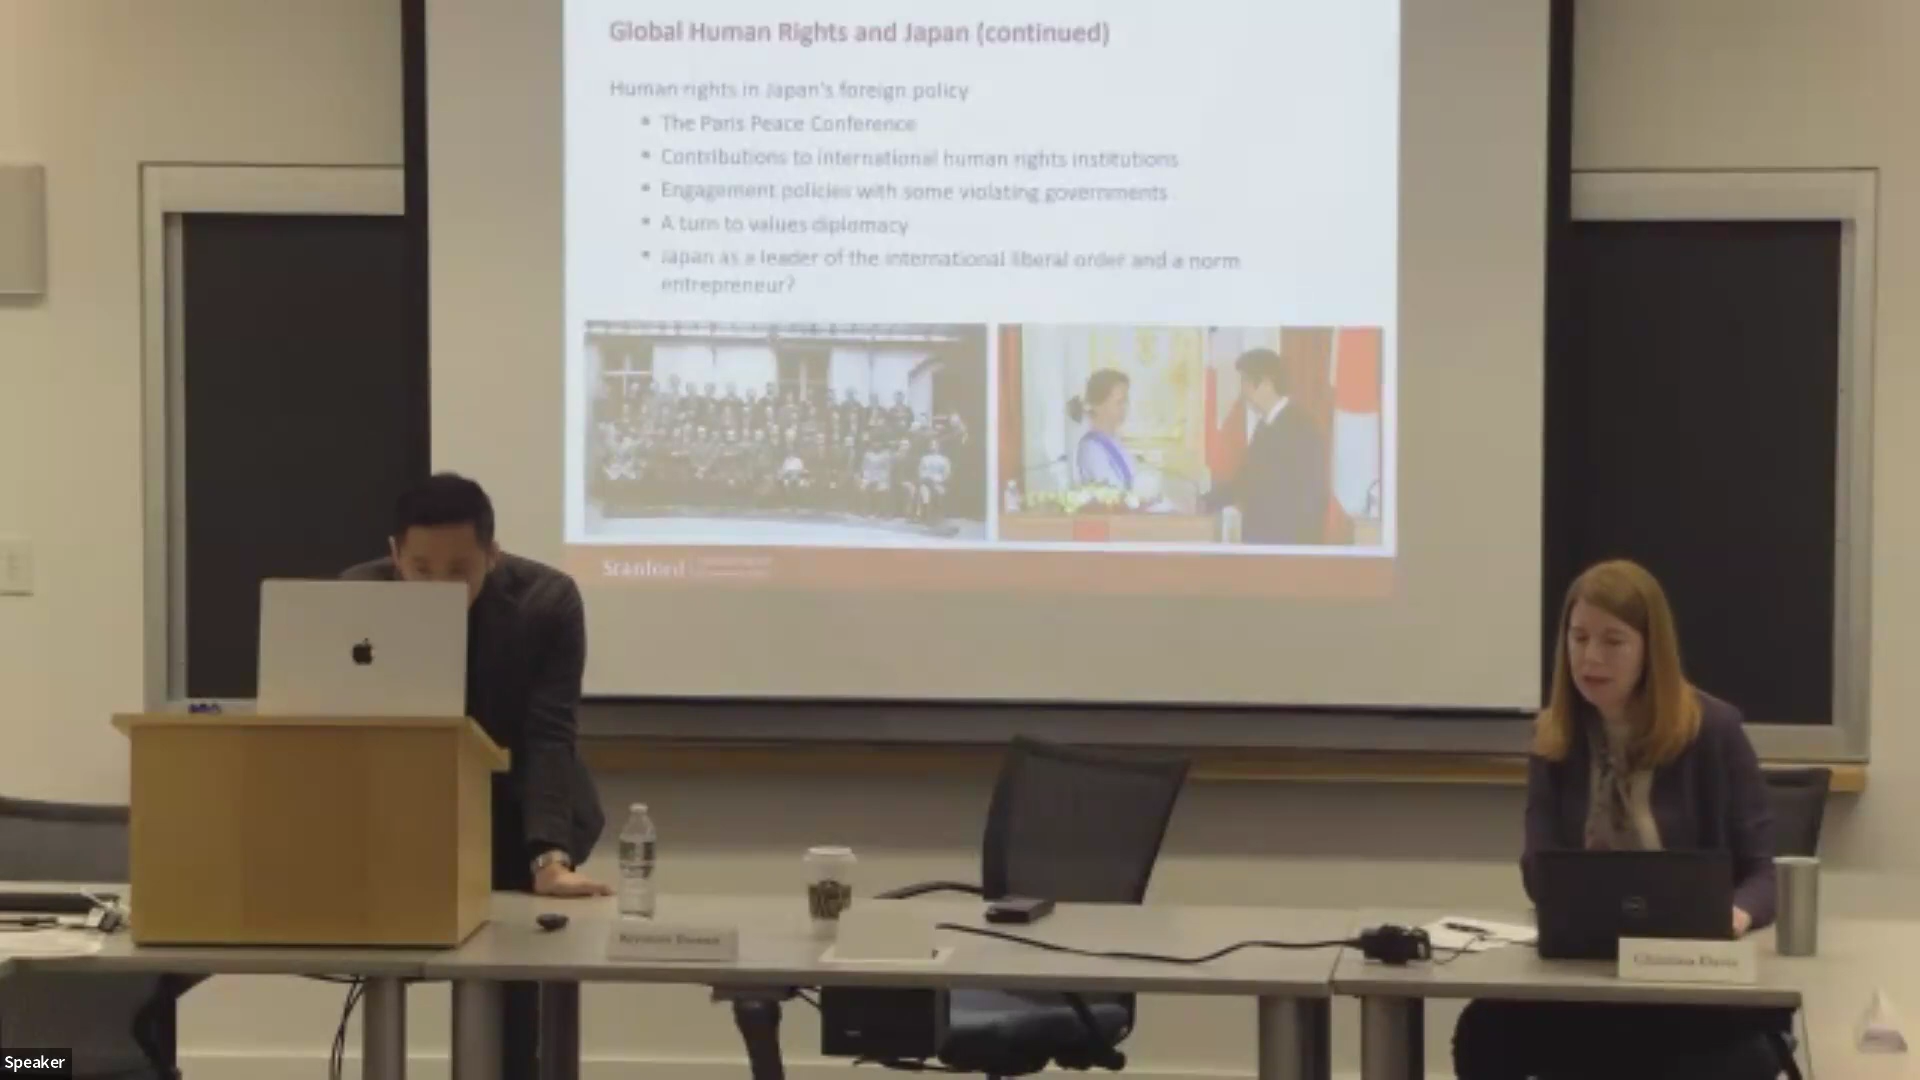 Global Human Rights and Japan (continued)
Human rights in Japan's foreign policy
The Paris Peace Conference
Contributions to international human rights institutions
Engagement policies with some violating governments
A turn to values diplomacy
Japan as a leader of the international liberal order and a norm
entrepreneur?
Stanford
Christina Davis
Speaker